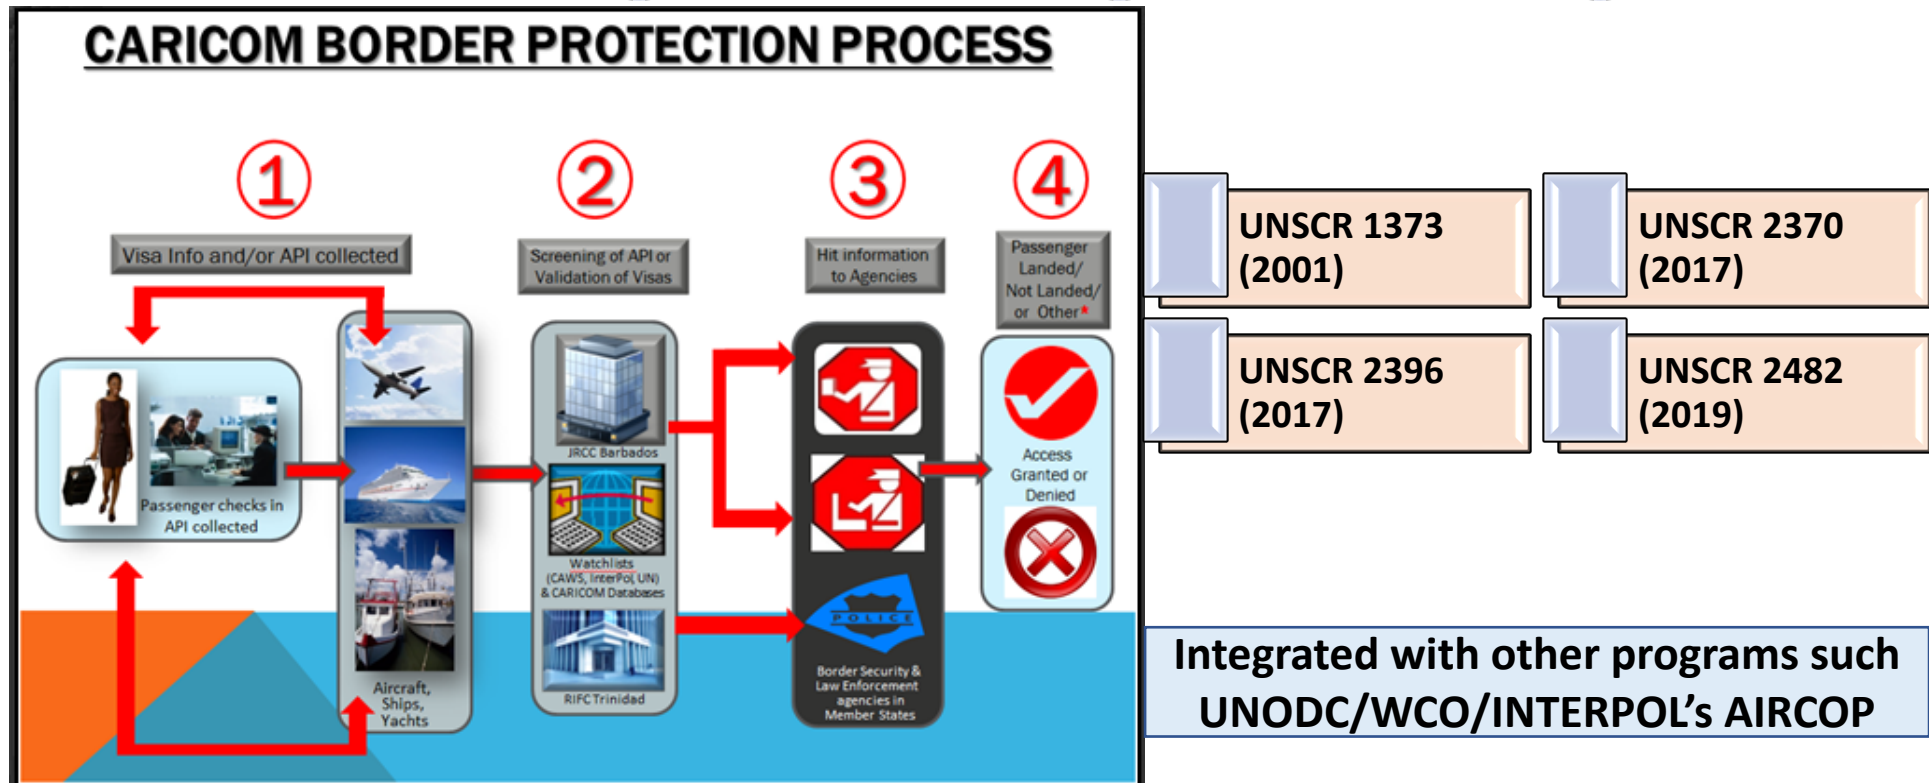 CARICOM BORDER PROTECTION PROCESS
1
Visa Info and/or API collected
Passenger checks in
API collected
Aircraft,
Ships,
Yachts
2
Screening of API or
Validation of Visas
JRCC Barbados
Watchlists
(CAWS, InterPol, UN)
& CARICOM Databases
RIFC Trinidad
3
Hit information
to Agencies
POLICE
Border Security &
Law Enforcement
agencies in
Member States
4
Passenger
Landed/
Not Landed/
or Other*
Access
Granted or
Denied
UNSCR 1373
(2001)
UNSCR 2370
(2017)
UNSCR 2396
(2017)
UNSCR 2482
(2019)
Integrated with other programs such
UNODC/WCO/INTERPOL's AIRCOP